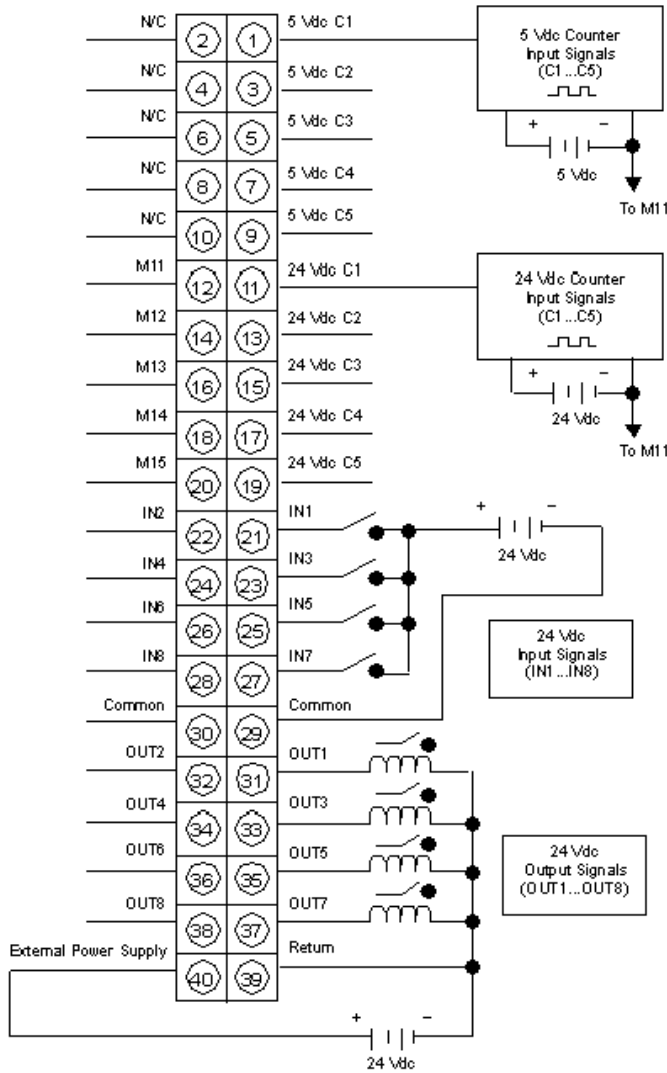 N/C 2 1 5 Vdc C1
N/C 4 3 5 Vdc C2
N/C 6 5 5 Vdc C3
N/C 8 7 5 Vdc C4
N/C 10 9 5 Vdc C5
M11 12 11 24 Vdc C1
M12 14 13 24 Vdc C2
M13 16 15 24 Vdc C3
M14 18 17 24 Vdc C4
M15 20 19 24 Vdc C5
IN2 22 21 IN1
IN4 24 23 IN3
IN6 26 25 IN5
IN8 28 27 IN7
Common 30 29 Common
OUT2 32 31 OUT1
OUT4 34 33 OUT3
OUT6 36 35 OUT5
OUT8 38 37 OUT7
External Power Supply 40 39 Return
5 Vdc Counter
Input Signals
(C1...C5)
+ −
5 Vdc
To M11
24 Vdc Counter
Input Signals
(C1...C5)
+ −
24 Vdc
To M11
+ −
24 Vdc
24 Vdc
Input Signals
(IN1...IN8)
24 Vdc
Output Signals
(OUT1...OUT8)
+ −
24 Vdc